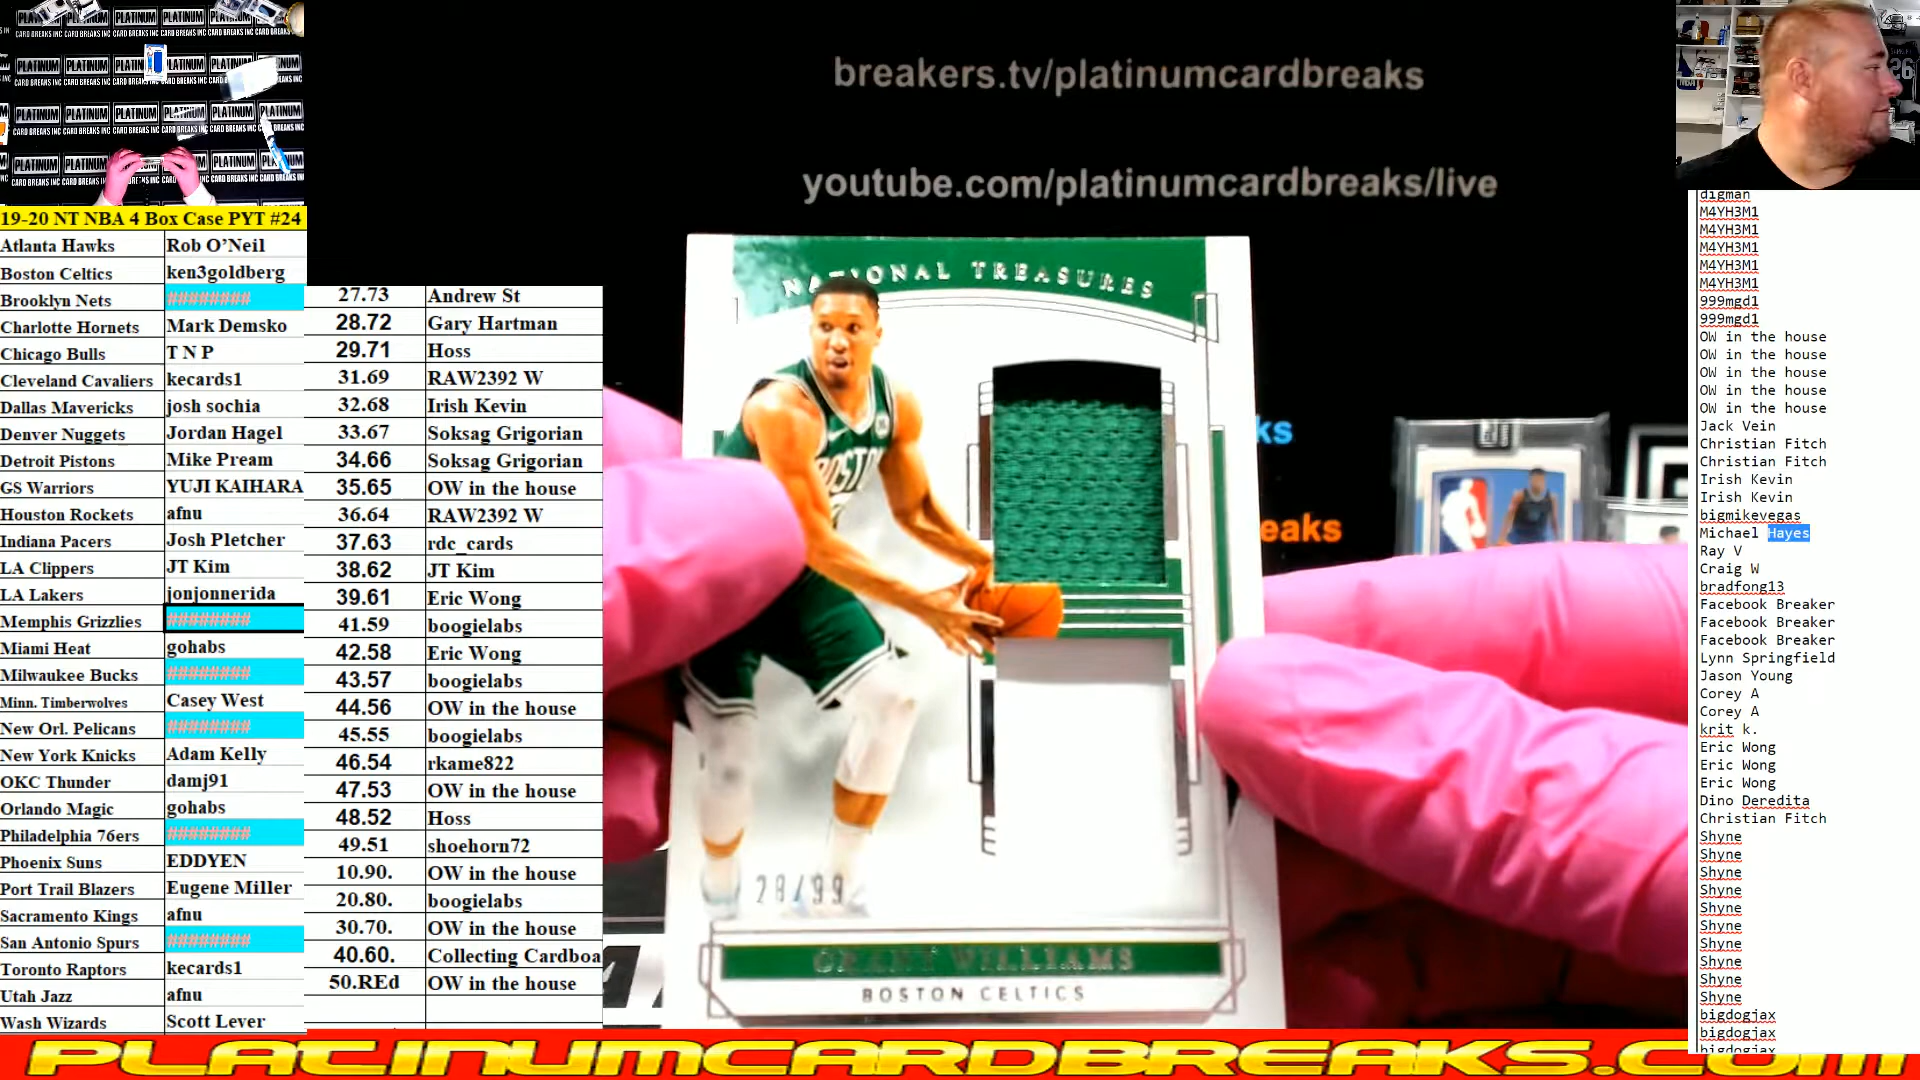 breakers.tv/platinumcardbreaks
youtube.com/platinumcardbreaks/live
PLATINUM
CARD BREAKS INC
19-20 NT NBA 4 Box Case PYT #24
Atlanta Hawks Rob O'Neil
Boston Celtics ken3goldberg
Brooklyn Nets ########
Charlotte Hornets Mark Demsko
Chicago Bulls T N P
Cleveland Cavaliers kecards1
Dallas Mavericks josh sochia
Denver Nuggets Jordan Hagel
Detroit Pistons Mike Pream
GS Warriors YUJI KAIHARA
Houston Rockets afnu
Indiana Pacers Josh Pletcher
LA Clippers JT Kim
LA Lakers jonjonnerida
Memphis Grizzlies ########
Miami Heat gohabs
Milwaukee Bucks ########
Minn. Timberwolves Casey West
New Orl. Pelicans ########
New York Knicks Adam Kelly
OKC Thunder damj91
Orlando Magic gohabs
Philadelphia 76ers ########
Phoenix Suns EDDYEN
Port Trail Blazers Eugene Miller
Sacramento Kings afnu
San Antonio Spurs ########
Toronto Raptors kecards1
Utah Jazz afnu
Wash Wizards Scott Lever
27.73 Andrew St
28.72 Gary Hartman
29.71 Hoss
31.69 RAW2392 W
32.68 Irish Kevin
33.67 Soksag Grigorian
34.66 Soksag Grigorian
35.65 OW in the house
36.64 RAW2392 W
37.63 rdc_cards
38.62 JT Kim
39.61 Eric Wong
41.59 boogielabs
42.58 Eric Wong
43.57 boogielabs
44.56 OW in the house
45.55 boogielabs
46.54 rkame822
47.53 OW in the house
48.52 Hoss
49.51 shoehorn72
10.90. OW in the house
20.80. boogielabs
30.70. OW in the house
40.60. Collecting Cardboa
50.REd OW in the house
NATIONAL TREASURES
BOSTON
28/99
GRANT WILLIAMS
BOSTON CELTICS
ks
eaks
digman
M4YH3M1
M4YH3M1
M4YH3M1
M4YH3M1
M4YH3M1
999mgd1
999mgd1
OW in the house
OW in the house
OW in the house
OW in the house
OW in the house
Jack Vein
Christian Fitch
Christian Fitch
Irish Kevin
Irish Kevin
bigmikevegas
Michael Hayes
Ray V
Craig W
bradfong13
Facebook Breaker
Facebook Breaker
Facebook Breaker
Lynn Springfield
Jason Young
Corey A
Corey A
krit k.
Eric Wong
Eric Wong
Eric Wong
Dino Deredita
Christian Fitch
Shyne
Shyne
Shyne
Shyne
Shyne
Shyne
Shyne
Shyne
Shyne
Shyne
bigdogjax
bigdogjax
bigdogjax
PLATINUMCARDBREAKS.COM